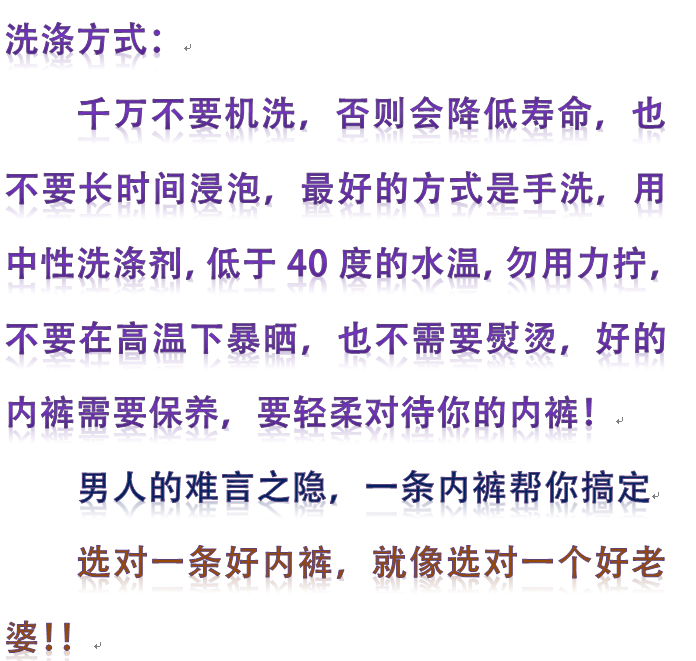 洗涤方式：
千万不要机洗，否则会降低寿命，也
不要长时间浸泡，最好的方式是手洗，用
中性洗涤剂，低于 40 度的水温，勿用力拧，
不要在高温下暴晒，也不需要熨烫，好的
内裤需要保养，要轻柔对待你的内裤！
男人的难言之隐，一条内裤帮你搞定
选对一条好内裤，就像选对一个好老
婆！！